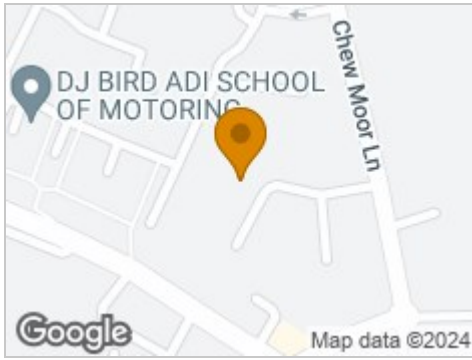 DJ BIRD ADI SCHOOL
OF MOTORING
Chew Moor Ln
Google
Map data ©2024